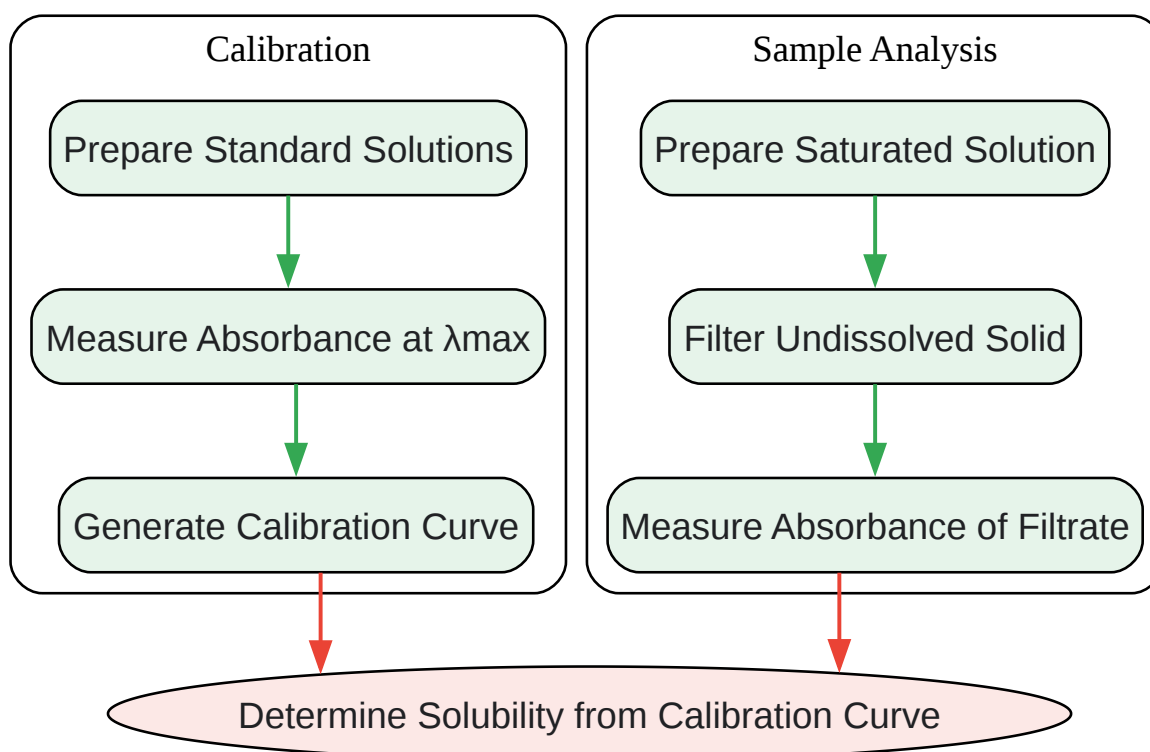 Calibration
Prepare Standard Solutions
Measure Absorbance at λmax
Generate Calibration Curve
Sample Analysis
Prepare Saturated Solution
Filter Undissolved Solid
Measure Absorbance of Filtrate
Determine Solubility from Calibration Curve